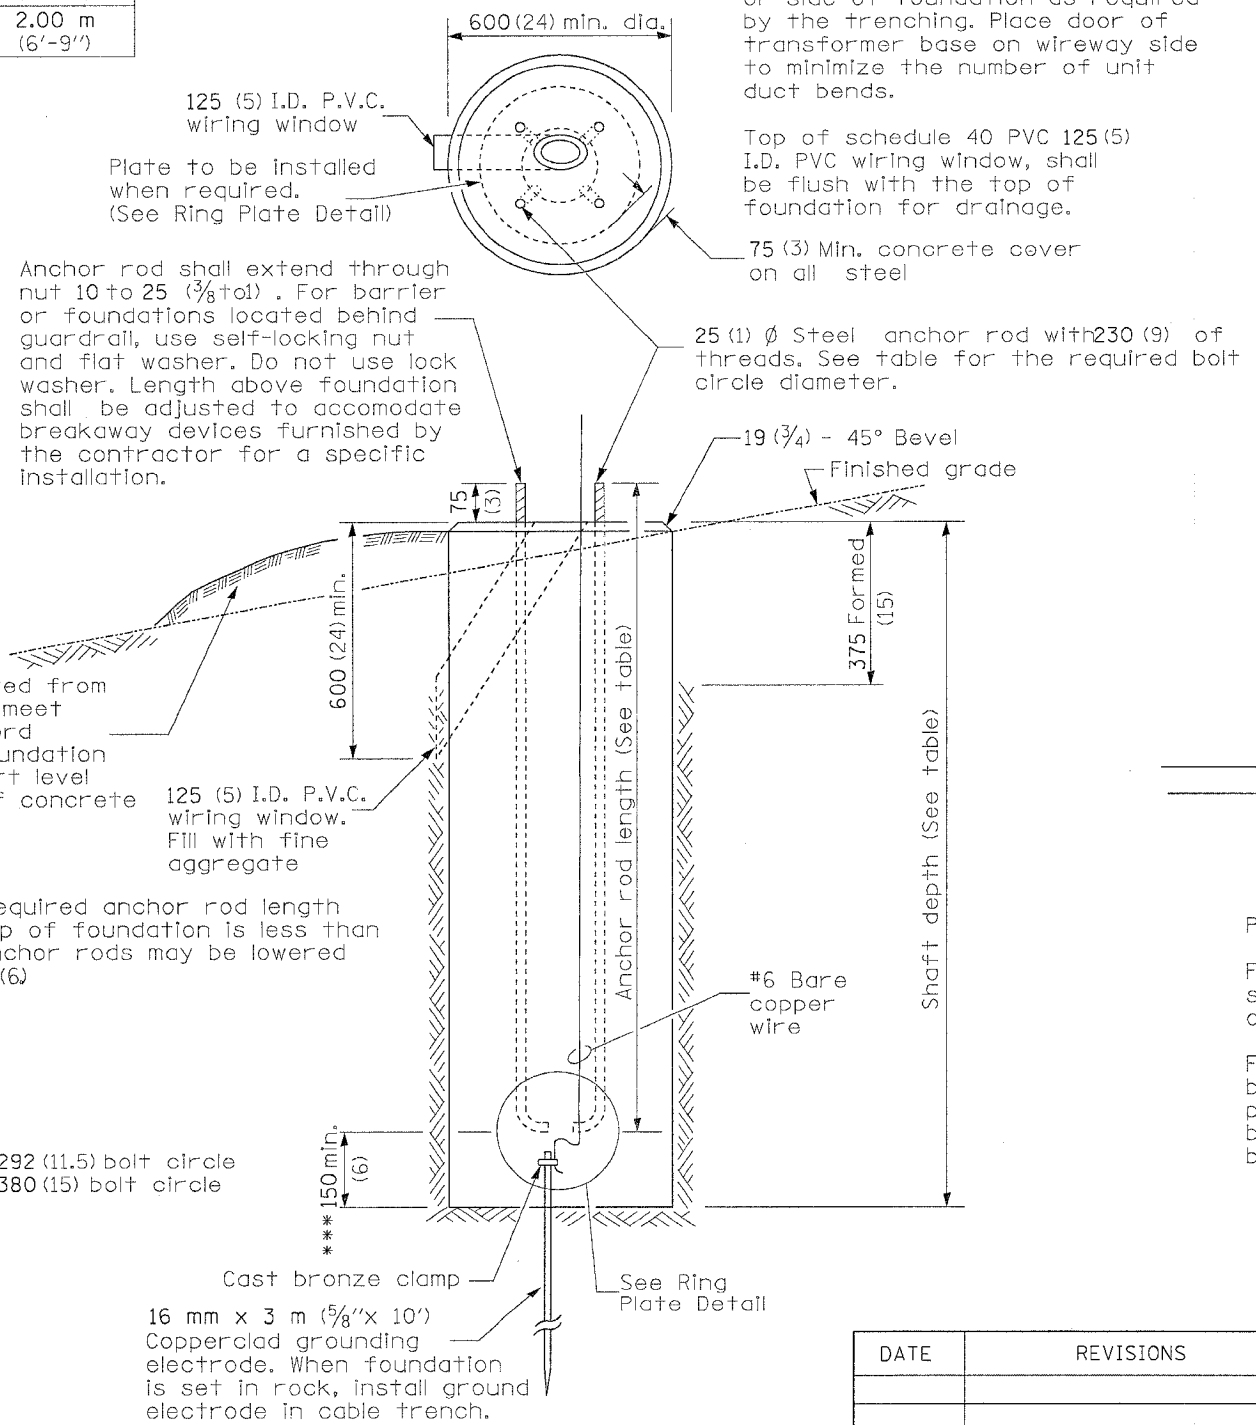 2.00 m
(6'-9'')
600 (24) min. dia.
by the trenching. Place door of
transformer base on wireway side
to minimize the number of unit
duct bends.
125 (5) I.D. P.V.C.
wiring window
Plate to be installed
when required.
(See Ring Plate Detail)
Top of schedule 40 PVC 125 (5)
I.D. PVC wiring window, shall
be flush with the top of
foundation for drainage.
75 (3) Min. concrete cover
on all steel
Anchor rod shall extend through
nut 10 to 25 (3/8 to1) . For barrier
or foundations located behind
guardrail, use self-locking nut
and flat washer. Do not use lock
washer. Length above foundation
shall be adjusted to accomodate
breakaway devices furnished by
the contractor for a specific
installation.
25 (1) Ø Steel anchor rod with230 (9) of
threads. See table for the required bolt
circle diameter.
19 (3/4) - 45° Bevel
Finished grade
75
(3)
600 (24) min.
375 Formed
(15)
Anchor rod length (See table)
Shaft depth (See table)
ed from
meet
undation
level
concrete
125 (5) I.D. P.V.C.
wiring window.
Fill with fine
aggregate
equired anchor rod length
p of foundation is less than
chor rods may be lowered
(6)
#6 Bare
copper
wire
292 (11.5) bolt circle
380 (15) bolt circle
*** 150 min.
(6)
Cast bronze clamp
See Ring
Plate Detail
16 mm x 3 m (5/8''x 10')
Copperclad grounding
electrode. When foundation
is set in rock, install ground
electrode in cable trench.
DATE REVISIONS